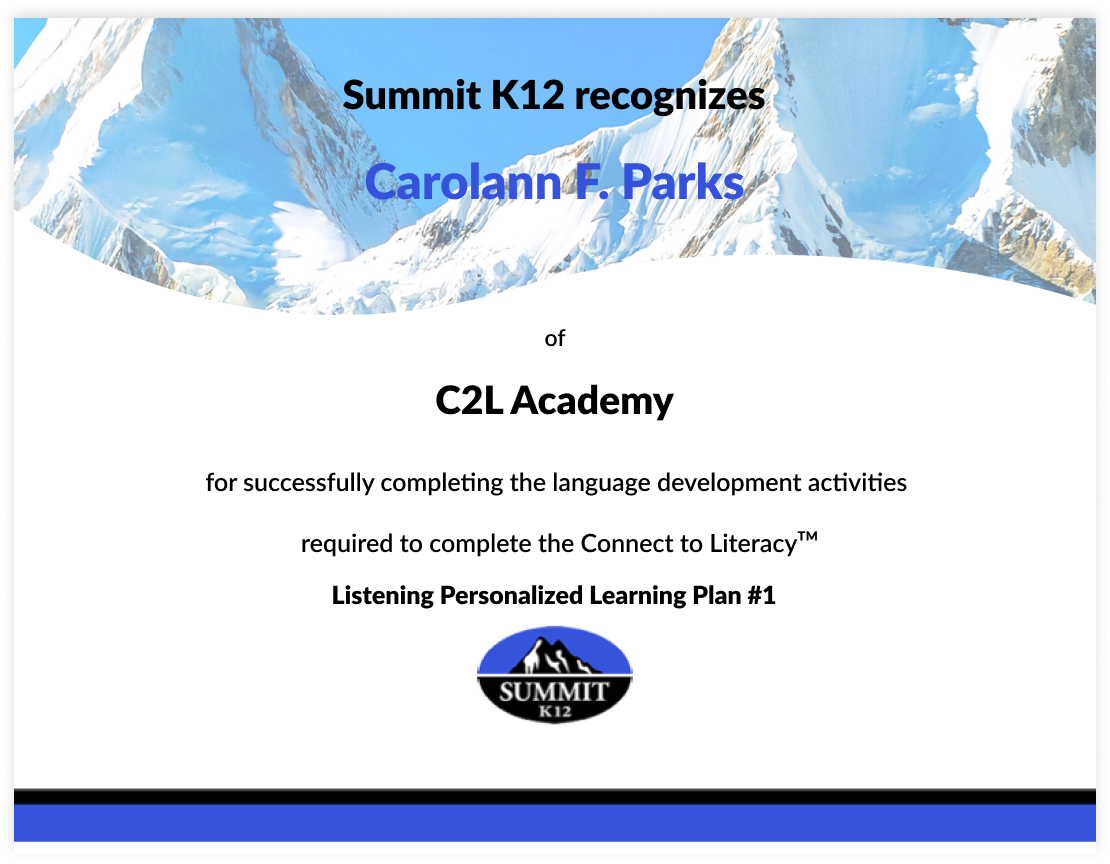 Summit K12 recognizes
Carolann F. Parks
of
C2L Academy
for successfully completing the language development activities
required to complete the Connect to Literacy™
Listening Personalized Learning Plan #1
SUMMIT
K12